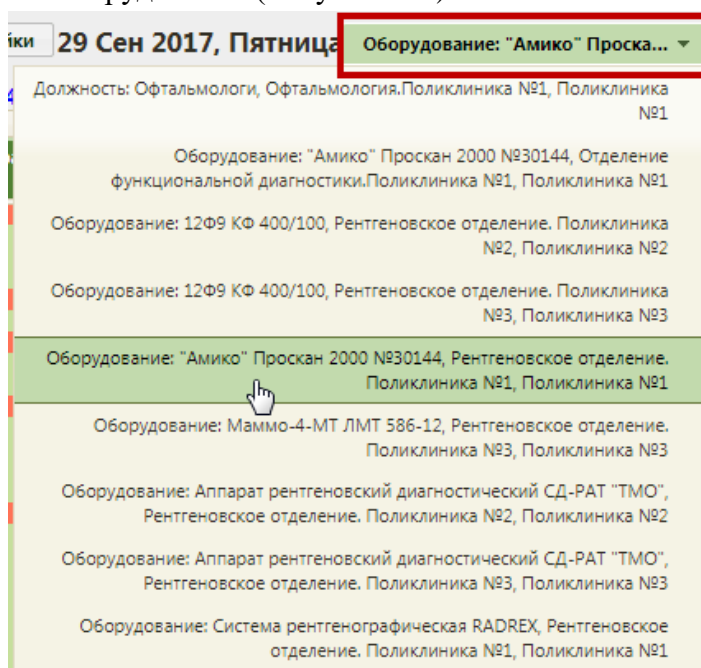 йки 29 Сен 2017, Пятница Оборудование: "Амико" Проска...
Должность: Офтальмологи, Офтальмология.Поликлиника №1, Поликлиника
№1
Оборудование: "Амико" Проскан 2000 №30144, Отделение
функциональной диагностики.Поликлиника №1, Поликлиника №1
Оборудование: 12Ф9 КФ 400/100, Рентгеновское отделение. Поликлиника
№2, Поликлиника №2
Оборудование: 12Ф9 КФ 400/100, Рентгеновское отделение. Поликлиника
№3, Поликлиника №3
Оборудование: "Амико" Проскан 2000 №30144, Рентгеновское отделение.
Поликлиника №1, Поликлиника №1
Оборудование: Маммо-4-МТ ЛМТ 586-12, Рентгеновское отделение.
Поликлиника №3, Поликлиника №3
Оборудование: Аппарат рентгеновский диагностический СД-РАТ "ТМО",
Рентгеновское отделение. Поликлиника №2, Поликлиника №2
Оборудование: Аппарат рентгеновский диагностический СД-РАТ "ТМО",
Рентгеновское отделение. Поликлиника №3, Поликлиника №3
Оборудование: Система рентгенографическая RADREX, Рентгеновское
отделение. Поликлиника №1, Поликлиника №1